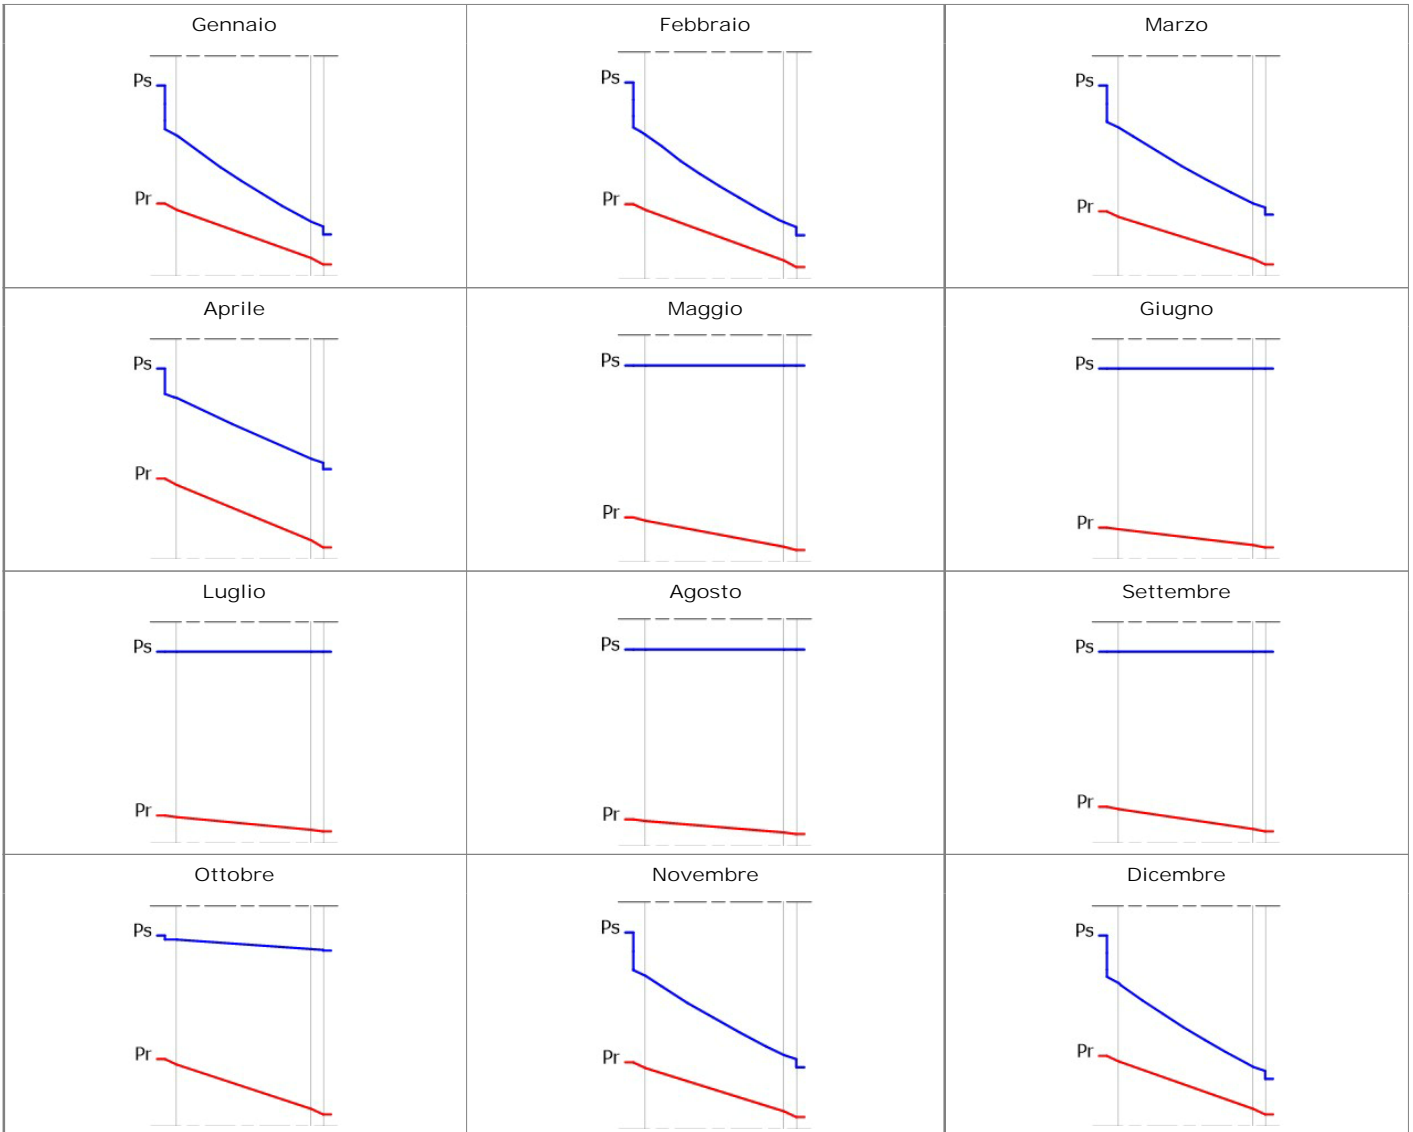 Gennaio
Febbraio
Marzo
Ps
Ps
Ps
Pr
Pr
Pr
Aprile
Maggio
Giugno
Ps
Ps
Ps
Pr
Pr
Pr
Luglio
Agosto
Settembre
Ps
Ps
Ps
Pr
Pr
Pr
Ottobre
Novembre
Dicembre
Ps
Ps
Ps
Pr
Pr
Pr